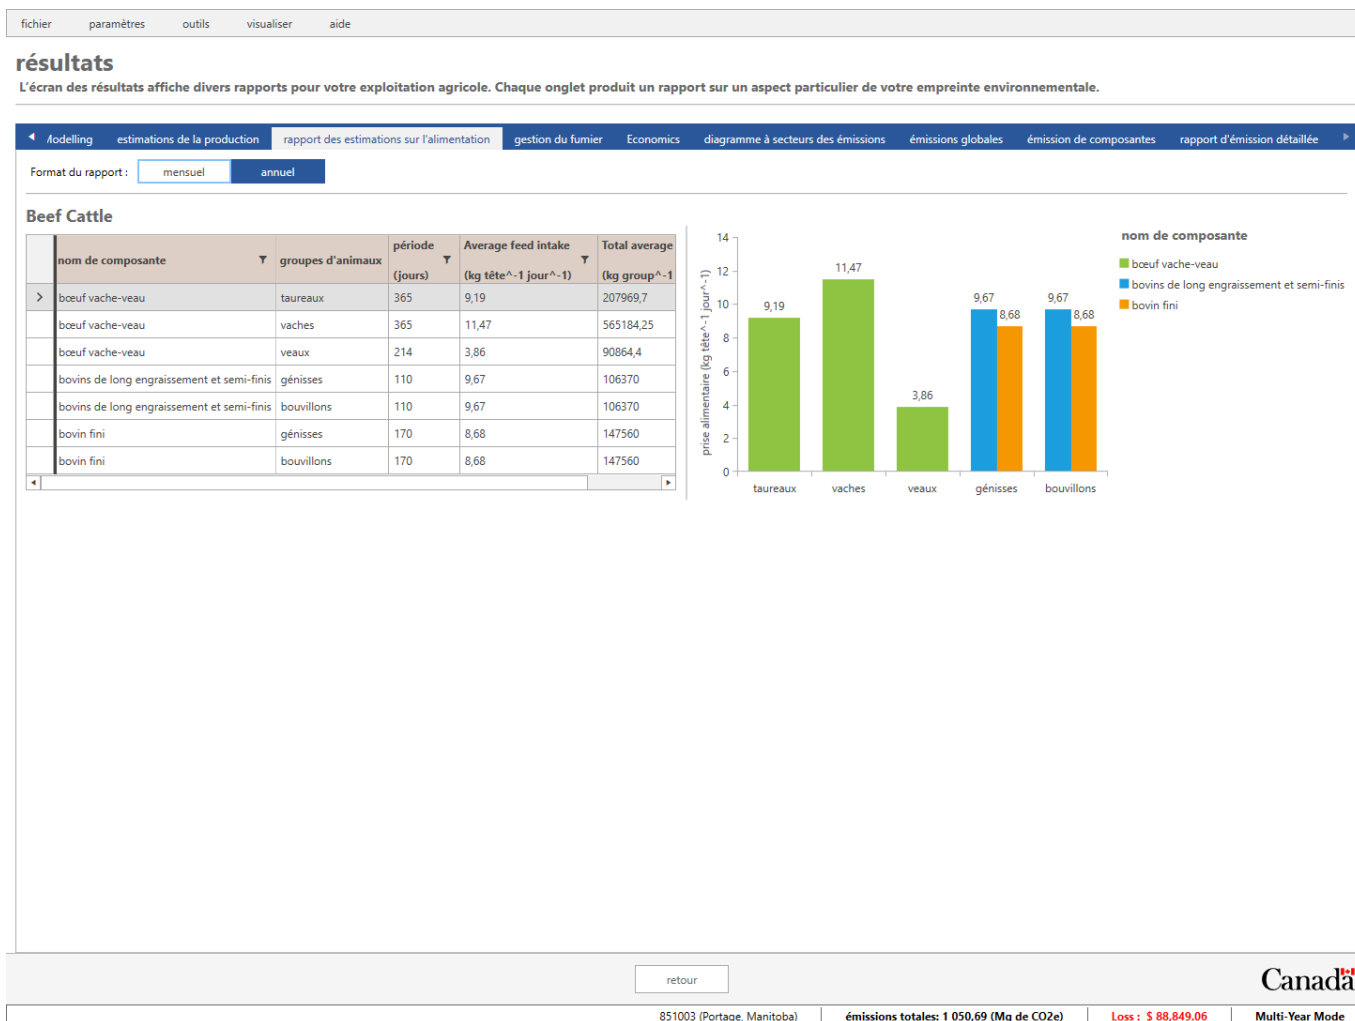 fichier paramètres outils visualiser aide
résultats
L'écran des résultats affiche divers rapports pour votre exploitation agricole. Chaque onglet produit un rapport sur un aspect particulier de votre empreinte environnementale.
Modelling estimations de la production rapport des estimations sur l'alimentation gestion du fumier Economics diagramme à secteurs des émissions émissions globales émission de composantes rapport d'émission détaillée
Format du rapport : mensuel annuel
Beef Cattle
nom de composante groupes d'animaux période (jours) Average feed intake (kg tête^-1 jour^-1) Total average (kg group^-1
bœuf vache-veau taureaux 365 9,19 207969,7
bœuf vache-veau vaches 365 11,47 565184,25
bœuf vache-veau veaux 214 3,86 90864,4
bovins de long engraissement et semi-finis génisses 110 9,67 106370
bovins de long engraissement et semi-finis bouvillons 110 9,67 106370
bovin fini génisses 170 8,68 147560
bovin fini bouvillons 170 8,68 147560
prise alimentaire (kg tête^-1 jour^-1)
14
12
10
8
6
4
2
0
9,19
11,47
3,86
9,67 8,68
9,67 8,68
taureaux vaches veaux génisses bouvillons
nom de composante
bœuf vache-veau
bovins de long engraissement et semi-finis
bovin fini
retour
Canada
851003 (Portage, Manitoba) émissions totales: 1 050,69 (Mg de CO2e) Loss : $ 88,849.06 Multi-Year Mode